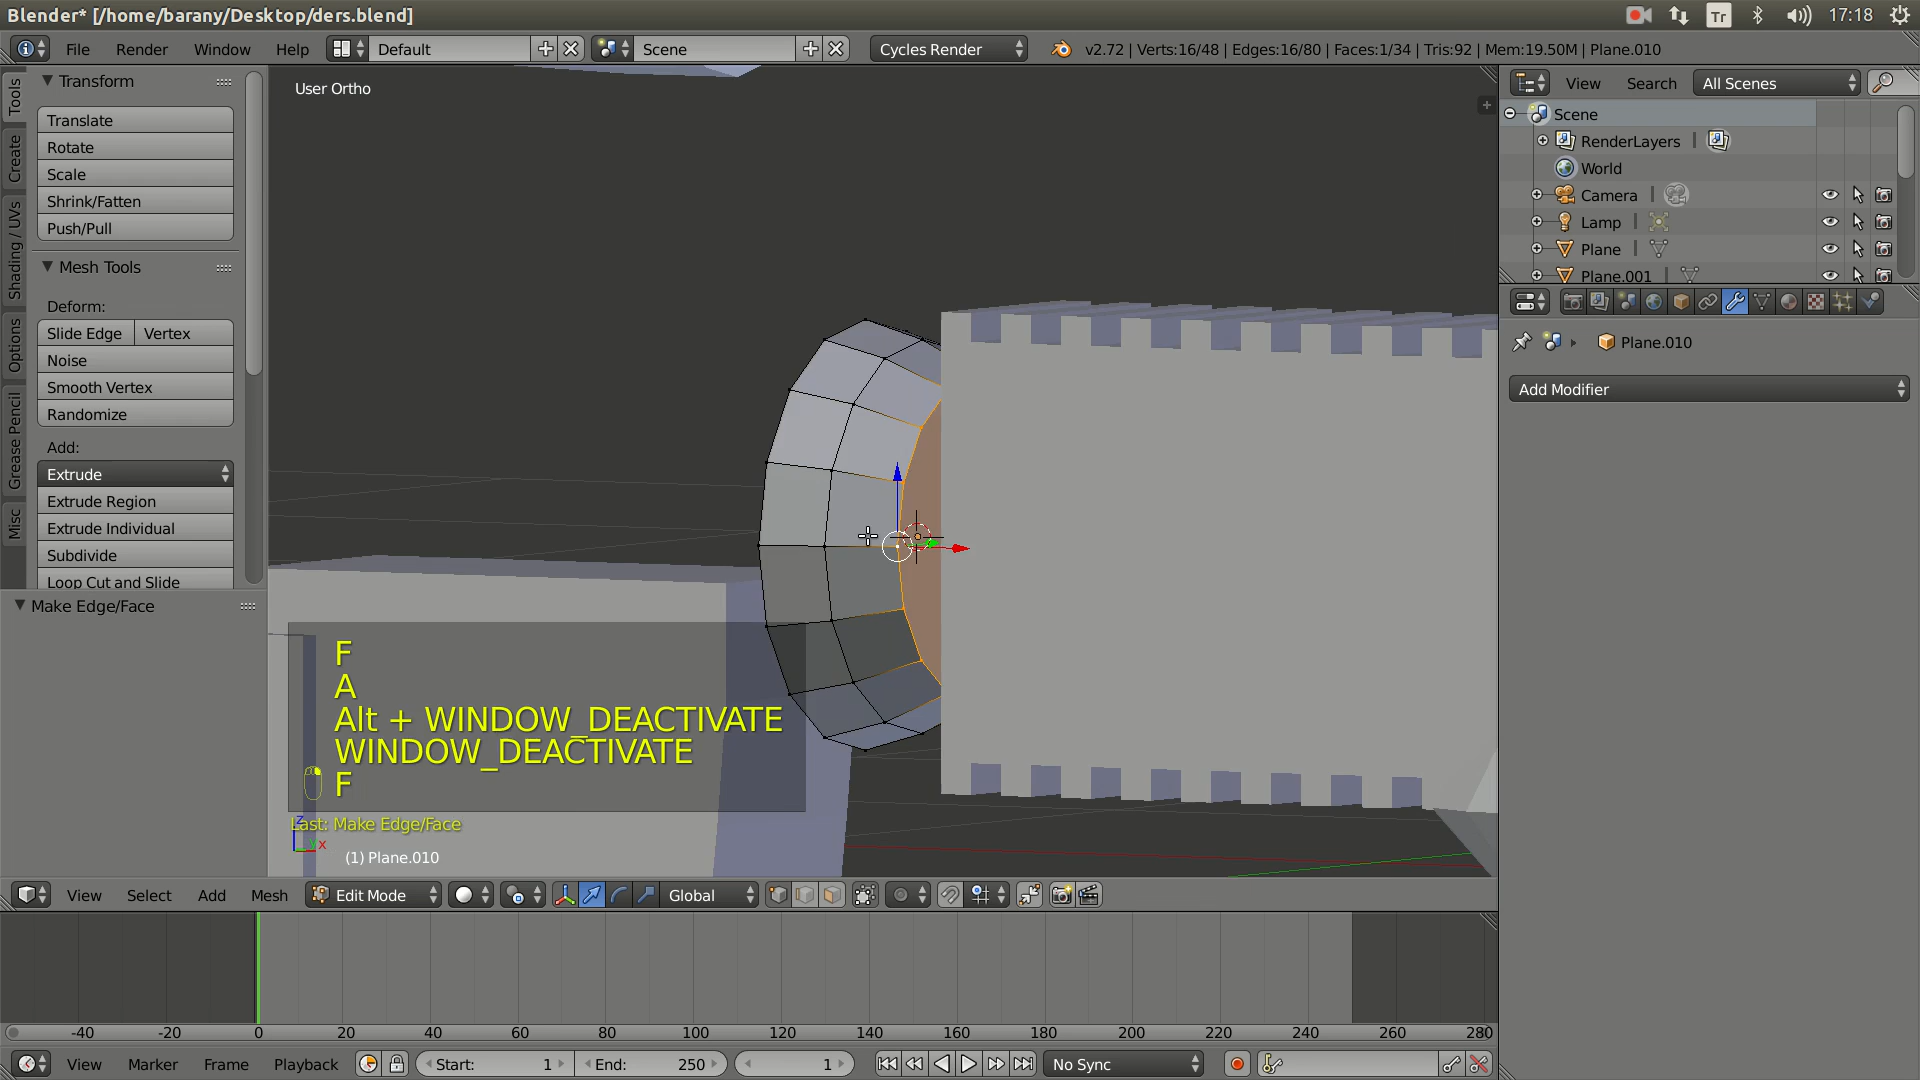 Blender* [/home/barany/Desktop/ders.blend]
Tr
17:18
File
Render
Window
Help
Default
Scene
Cycles Render
v2.72 | Verts:16/48 | Edges:16/80 | Faces:1/34 | Tris:92 | Mem:19.50M | Plane.010
Tools
Create
Shading / UVs
Options
Grease Pencil
Misc
Transform
Translate
Rotate
Scale
Shrink/Fatten
Push/Pull
Mesh Tools
Deform:
Slide Edge
Vertex
Noise
Smooth Vertex
Randomize
Add:
Extrude
Extrude Region
Extrude Individual
Subdivide
Loop Cut and Slide
Make Edge/Face
User Ortho
F
A
Alt + WINDOW_DEACTIVATE
WINDOW_DEACTIVATE
F
Last: Make Edge/Face
z
x
(1) Plane.010
View
Search
All Scenes
Scene
RenderLayers
World
Camera
Lamp
Plane
Plane.001
Plane.010
Add Modifier
View
Select
Add
Mesh
Edit Mode
Global
-40
-20
0
20
40
60
80
100
120
140
160
180
200
220
240
260
280
View
Marker
Frame
Playback
Start:
1
End:
250
1
No Sync